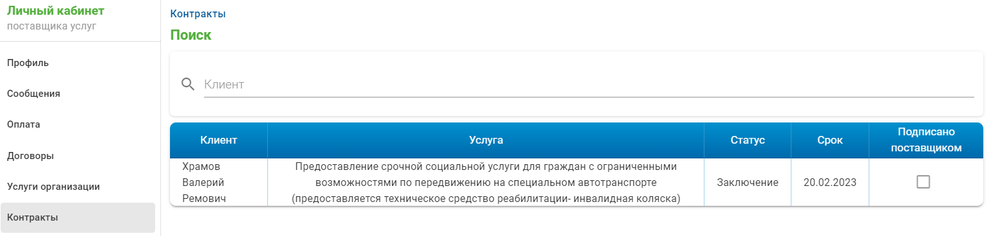 Личный кабинет
поставщика услуг
Профиль
Сообщения
Оплата
Договоры
Услуги организации
Контракты
Контракты
Поиск
Клиент
Клиент
Услуга
Статус
Срок
Подписано
поставщиком
Храмов
Валерий
Ремович
Предоставление срочной социальной услуги для граждан с ограниченными
возможностями по передвижению на специальном автотранспорте
(предоставляется техническое средство реабилитации- инвалидная коляска)
Заключение
20.02.2023